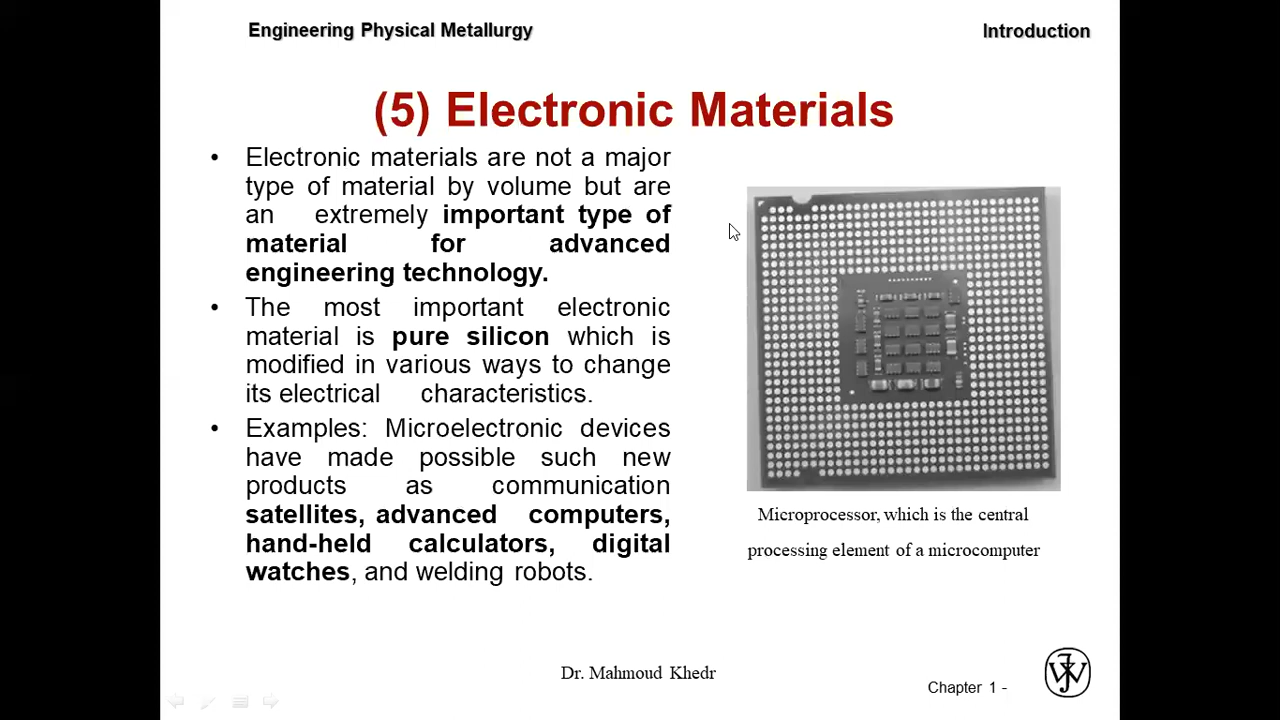 Engineering Physical Metallurgy
Introduction
(5) Electronic Materials
• Electronic materials are not a major
type of material by volume but are
an extremely important type of
material for advanced
engineering technology.
• The most important electronic
material is pure silicon which is
modified in various ways to change
its electrical characteristics.
• Examples: Microelectronic devices
have made possible such new
products as communication
satellites, advanced computers,
hand-held calculators, digital
watches, and welding robots.
Microprocessor, which is the central
processing element of a microcomputer
Dr. Mahmoud Khedr
Chapter 1 -